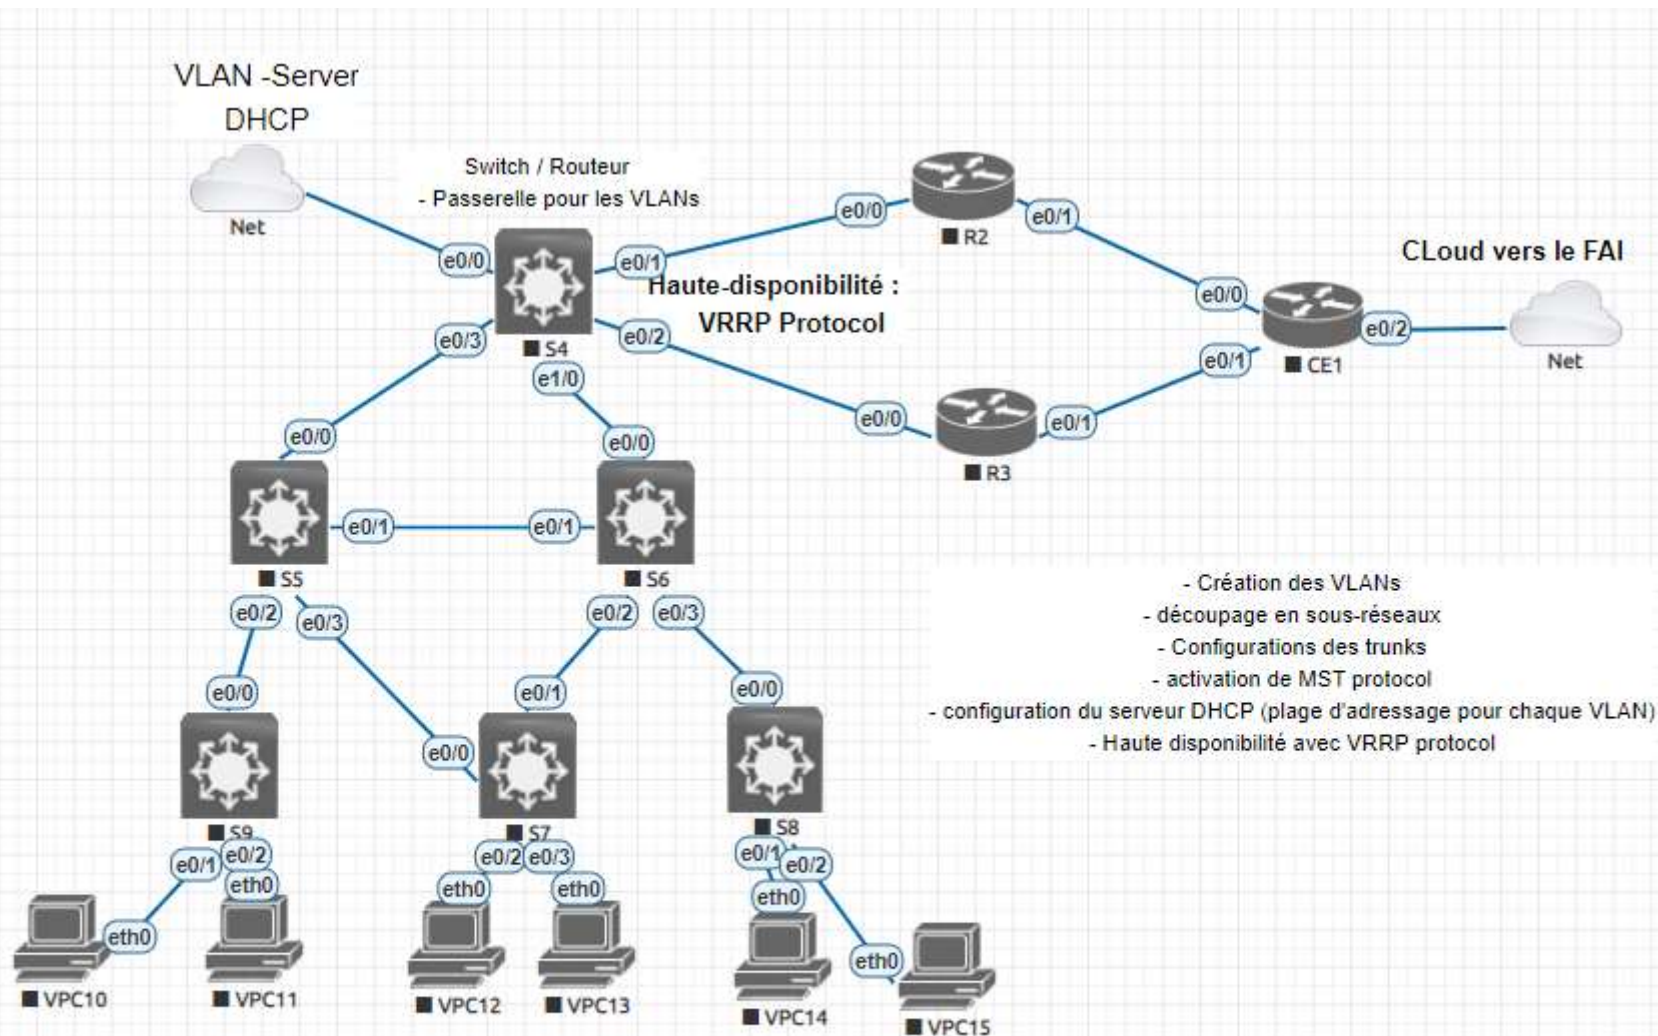 VLAN -Server
DHCP
Net
Switch / Routeur
- Passerelle pour les VLANs
e0/0
e0/1
e0/0
R2
e0/1
Haute-disponibilité :
VRRP Protocol
CLoud vers le FAI
e0/0
e0/2
e0/1
CE1
Net
e0/3
e0/2
S4
e1/0
e0/0
e0/1
R3
e0/0
e0/0
e0/1
e0/1
S5
S6
e0/2
e0/3
e0/2
e0/3
- Création des VLANs
- découpage en sous-réseaux
- Configurations des trunks
- activation de MST protocol
- configuration du serveur DHCP (plage d'adressage pour chaque VLAN)
- Haute disponibilité avec VRRP protocol
e0/0
e0/1
e0/0
e0/0
S9
S7
S8
e0/1
e0/2
e0/2
e0/3
e0/1
e0/2
eth0
eth0
eth0
eth0
eth0
eth0
VPC10
VPC11
VPC12
VPC13
VPC14
VPC15